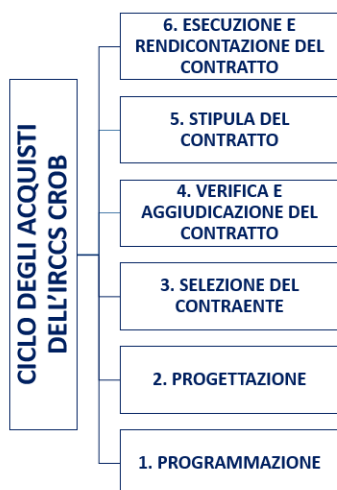 CICLO DEGLI ACQUISTI
DELL'IRCCS CROB
6. ESECUZIONE E
RENDICONTAZIONE DEL
CONTRATTO
5. STIPULA DEL
CONTRATTO
4. VERIFICA E
AGGIUDICAZIONE DEL
CONTRATTO
3. SELEZIONE DEL
CONTRAENTE
2. PROGETTAZIONE
1. PROGRAMMAZIONE